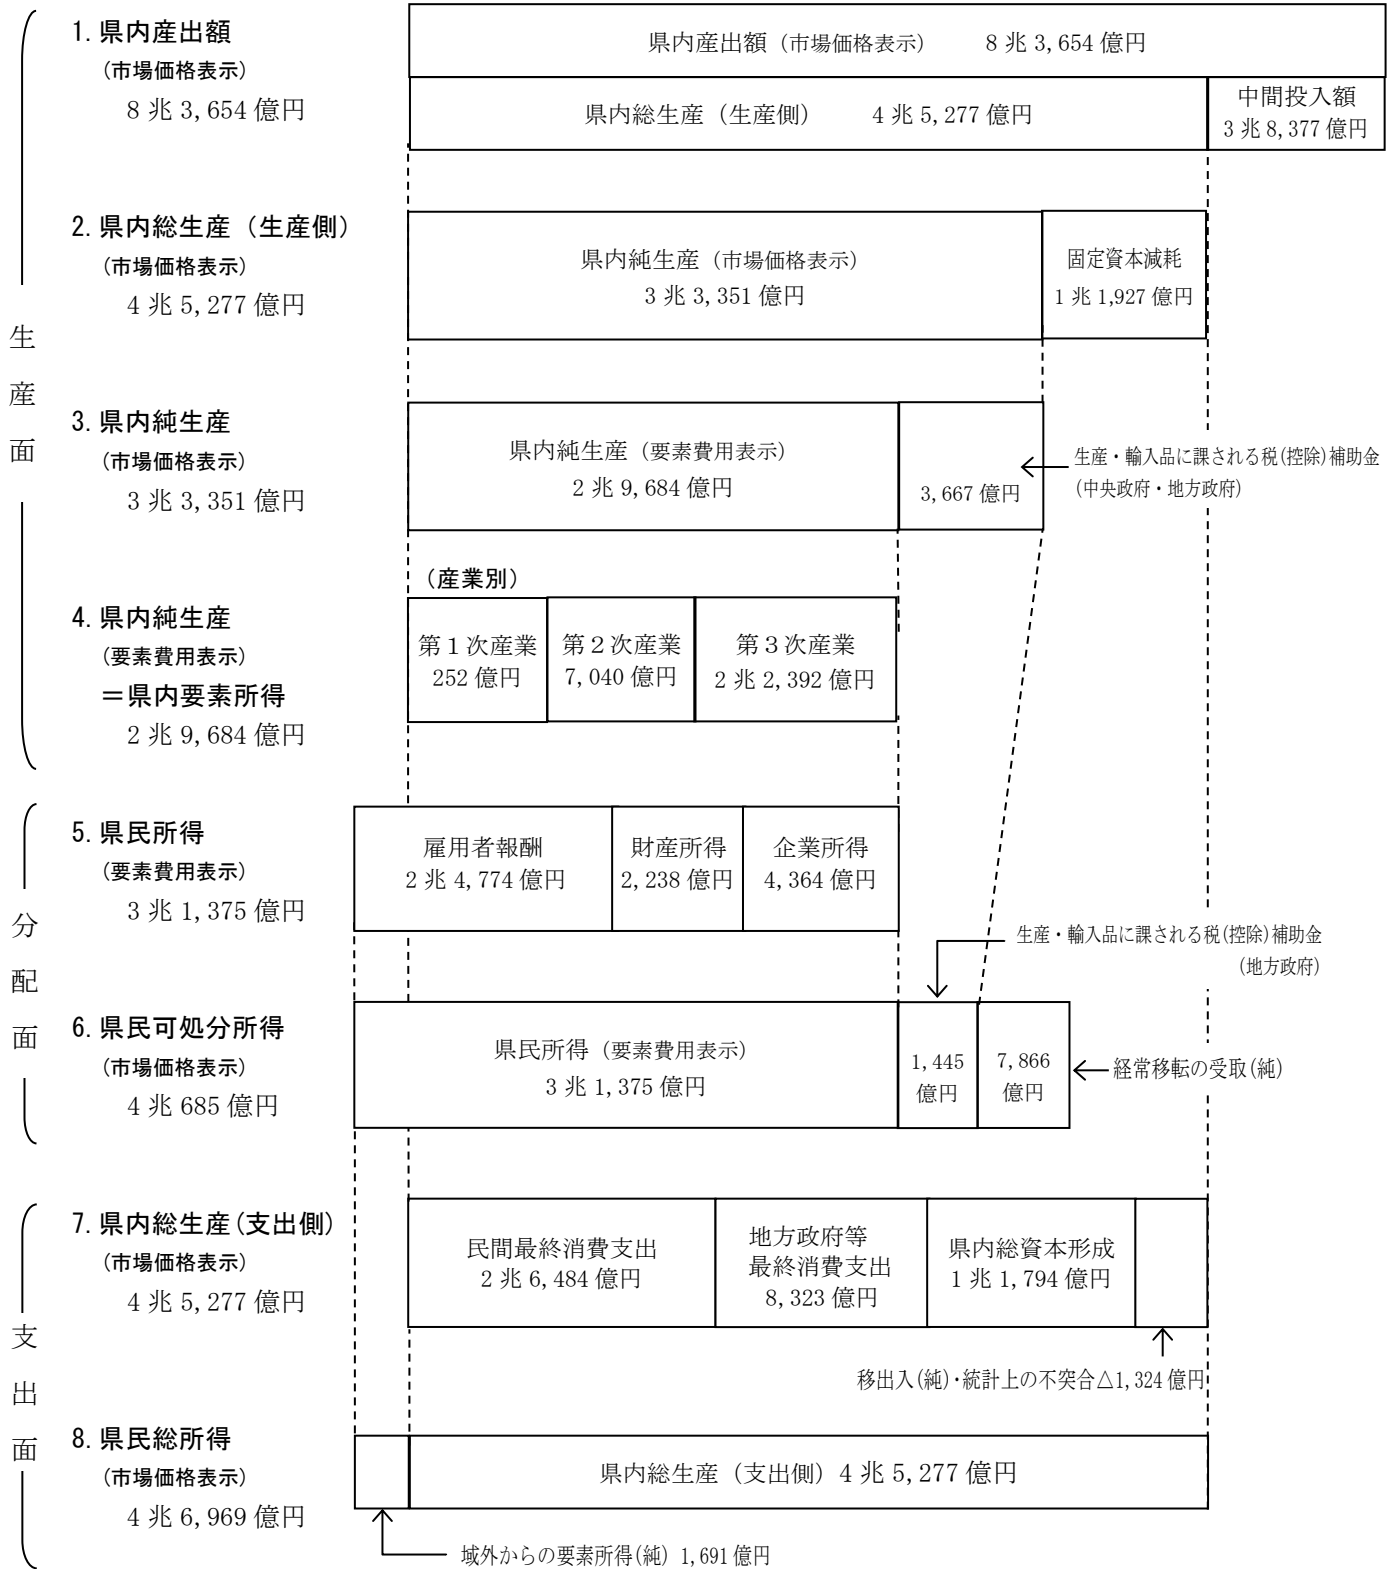 生産面
1. 県内産出額
(市場価格表示)
8 兆 3,654 億円
県内産出額（市場価格表示） 8 兆 3,654 億円
県内総生産（生産側） 4 兆 5,277 億円
中間投入額
3 兆 8,377 億円
2. 県内総生産（生産側）
(市場価格表示)
4 兆 5,277 億円
県内純生産（市場価格表示）
3 兆 3,351 億円
固定資本減耗
1 兆 1,927 億円
3. 県内純生産
(市場価格表示)
3 兆 3,351 億円
県内純生産（要素費用表示）
2 兆 9,684 億円
3,667 億円
生産・輸入品に課される税(控除)補助金
(中央政府・地方政府)
（産業別）
4. 県内純生産
(要素費用表示)
＝県内要素所得
2 兆 9,684 億円
第１次産業
252 億円
第２次産業
7,040 億円
第３次産業
2 兆 2,392 億円
分配面
5. 県民所得
(要素費用表示)
3 兆 1,375 億円
雇用者報酬
2 兆 4,774 億円
財産所得
2,238 億円
企業所得
4,364 億円
生産・輸入品に課される税(控除)補助金
(地方政府)
6. 県民可処分所得
(市場価格表示)
4 兆 685 億円
県民所得（要素費用表示）
3 兆 1,375 億円
1,445
億円
7,866
億円
経常移転の受取(純)
支出面
7. 県内総生産(支出側)
(市場価格表示)
4 兆 5,277 億円
民間最終消費支出
2 兆 6,484 億円
地方政府等
最終消費支出
8,323 億円
県内総資本形成
1 兆 1,794 億円
移出入(純)・統計上の不突合△1,324 億円
8. 県民総所得
(市場価格表示)
4 兆 6,969 億円
県内総生産（支出側）4 兆 5,277 億円
域外からの要素所得(純) 1,691 億円